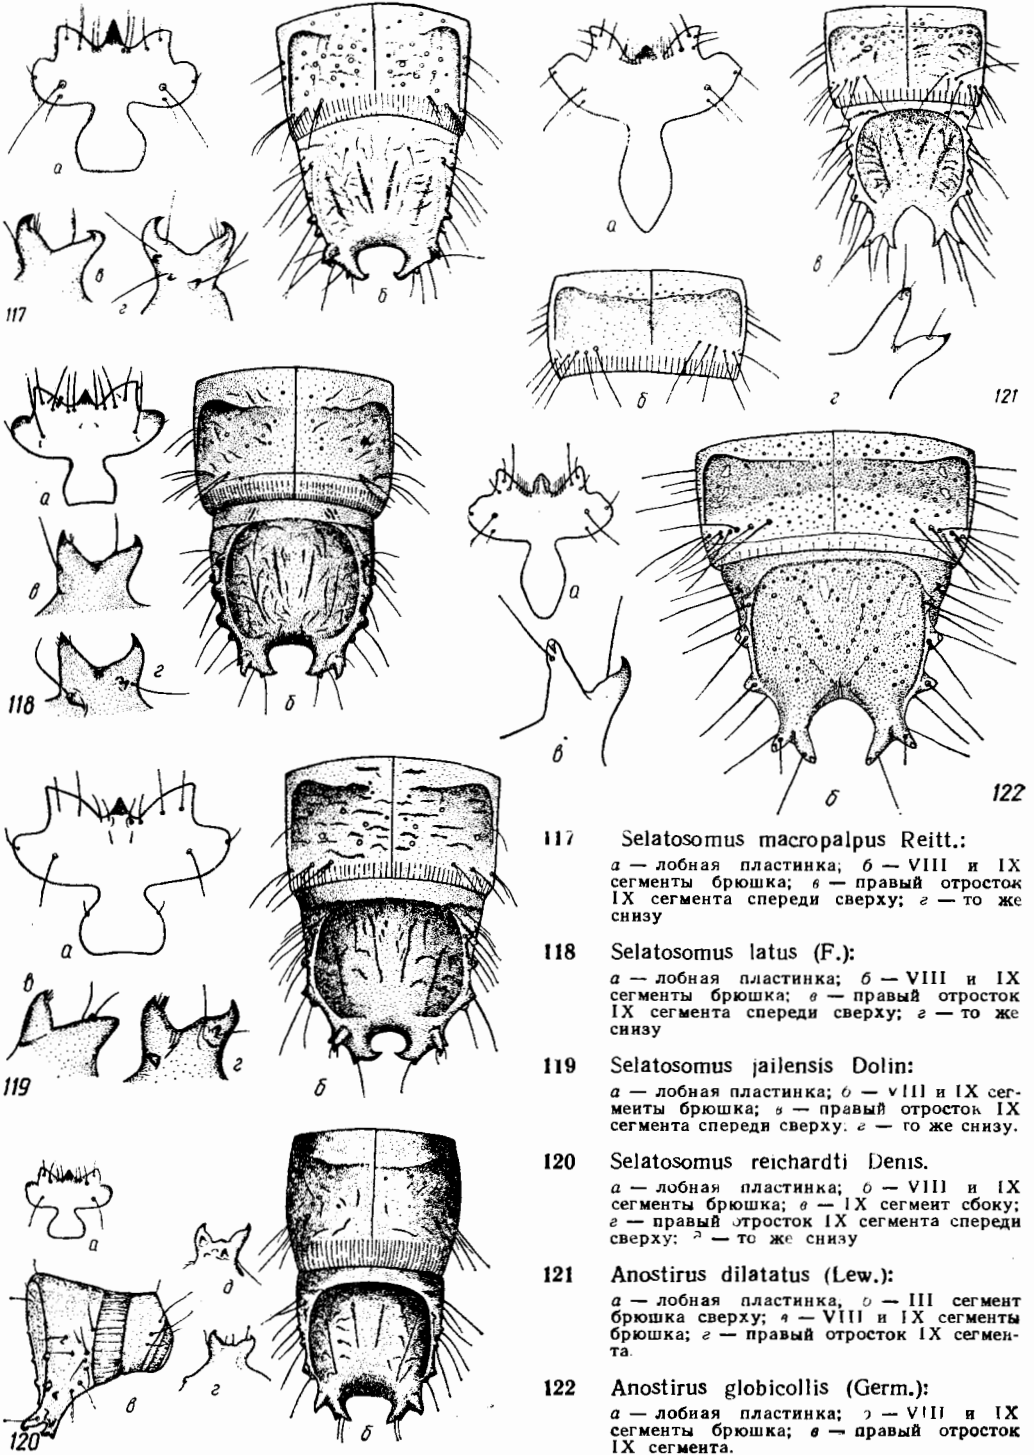 а
б
в
г
117
а
б
в
г
121
а
б
в
г
118
а
б
в
122
а
б
в
г
119
а
б
в
г
д
120
117 Selatosomus macropalpus Reitt.:
а — лобная пластинка; б — VIII и IX
сегменты брюшка; в — правый отросток
IX сегмента спереди сверху; г — то же
снизу
118 Selatosomus latus (F.):
а — лобная пластинка; б — VIII и IX
сегменты брюшка; в — правый отросток
IX сегмента спереди сверху; г — то же
снизу
119 Selatosomus jailensis Dolin:
а — лобная пластинка; б — VIII и IX сег-
менты брюшка; в — правый отросток IX
сегмента спереди сверху. г — то же снизу.
120 Selatosomus reichardti Denis.
а — лобная пластинка; б — VIII и IX
сегменты брюшка; в — IX сегмент сбоку;
г — правый отросток IX сегмента спереди
сверху: д — то же снизу
121 Anostirus dilatatus (Lew.):
а — лобная пластинка, б — III сегмент
брюшка сверху; в — VIII и IX сегменты
брюшка; г — правый отросток IX сегмен-
та.
122 Anostirus globicollis (Germ.):
а — лобная пластинка; б — VIII и IX
сегменты брюшка; в — правый отросток
IX сегмента.